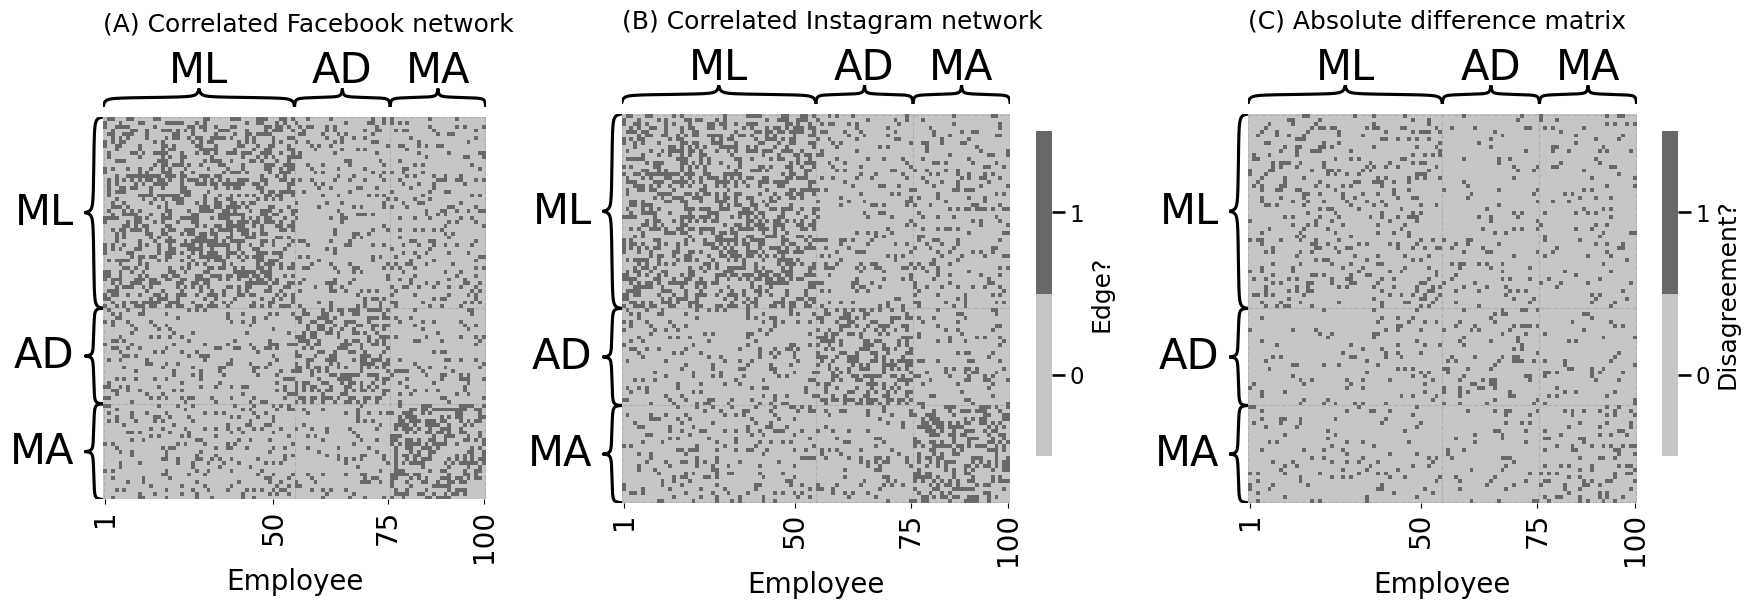 (A) Correlated Facebook network
ML AD MA
ML
AD
MA
1 50 75 100
Employee
(B) Correlated Instagram network
ML AD MA
ML
AD
MA
1 50 75 100
Employee
1
0
Edge?
(C) Absolute difference matrix
ML AD MA
ML
AD
MA
1 50 75 100
Employee
1
0
Disagreement?